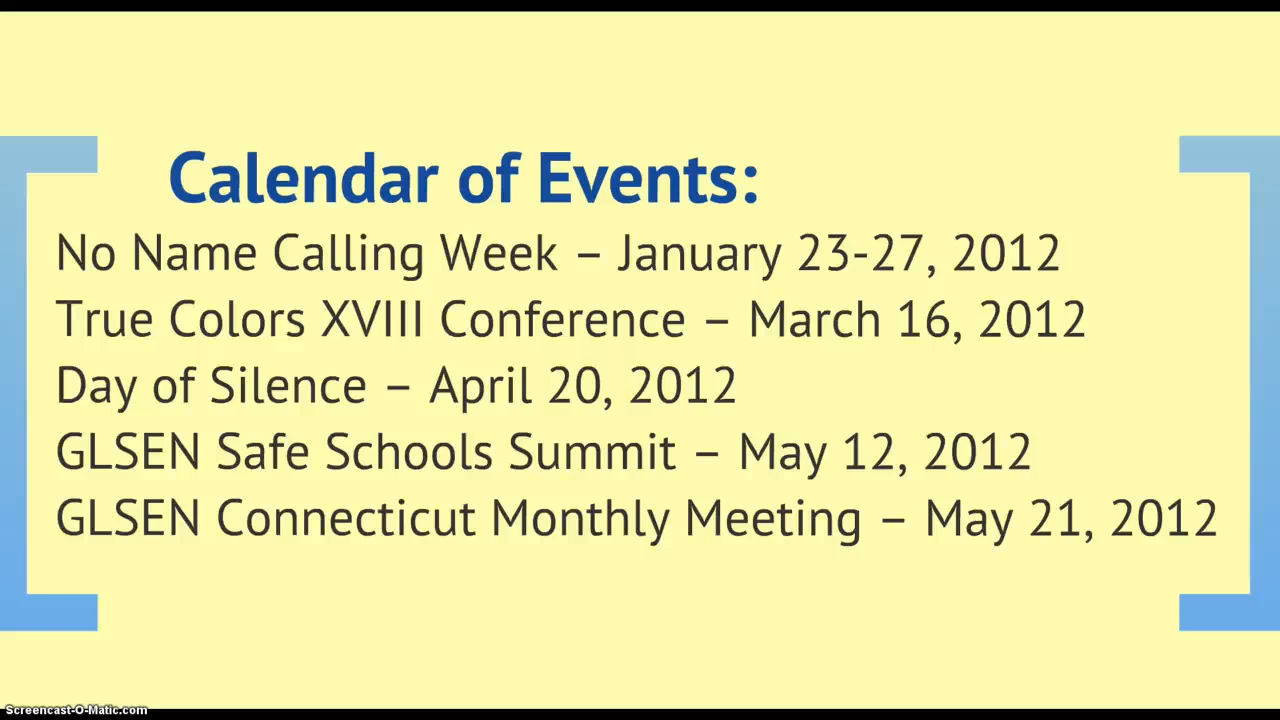 Calendar of Events:
No Name Calling Week – January 23-27, 2012
True Colors XVIII Conference – March 16, 2012
Day of Silence – April 20, 2012
GLSEN Safe Schools Summit – May 12, 2012
GLSEN Connecticut Monthly Meeting – May 21, 2012
Screencast-O-Matic.com